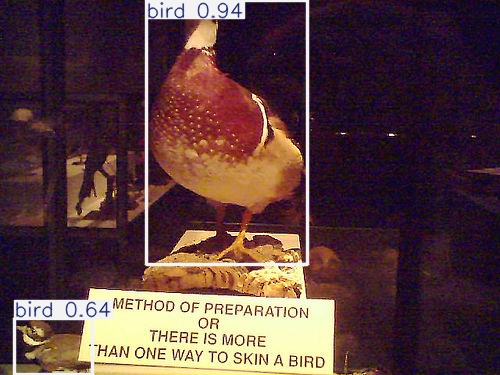 bird 0.94
bird 0.64
METHOD OF PREPARATION
OR
THERE IS MORE
THAN ONE WAY TO SKIN A BIRD